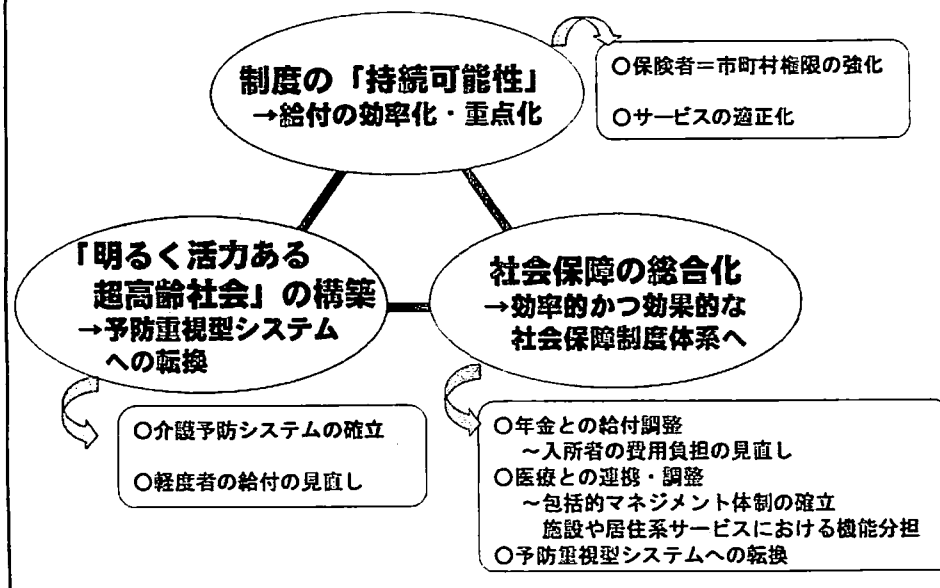 制度の「持続可能性」
→給付の効率化・重点化
○保険者=市町村権限の強化
○サービスの適正化
「明るく活力ある
超高齢社会」の構築
→予防重視型システム
への転換
○介護予防システムの確立
○軽度者の給付の見直し
社会保障の総合化
→効率的かつ効果的な
社会保障制度体系へ
○年金との給付調整
~入所者の費用負担の見直し
○医療との連携・調整
~包括的マネジメント体制の確立
施設や居住系サービスにおける機能分担
○予防重視型システムへの転換